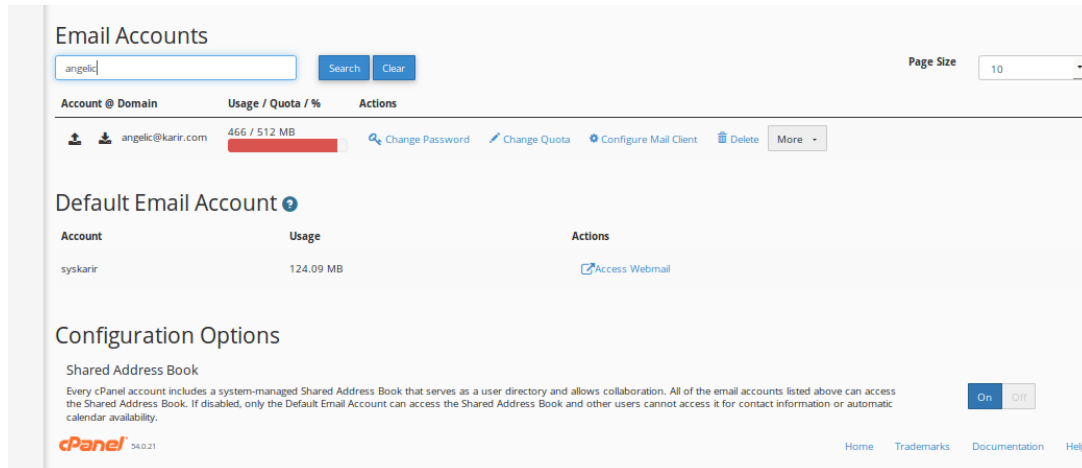 Email Accounts
angelic Search Clear Page Size 10
Account @ Domain Usage / Quota / % Actions
angelic@karir.com 466 / 512 MB Change Password Change Quota Configure Mail Client Delete More
Default Email Account ?
Account Usage Actions
syskarir 124.09 MB Access Webmail
Configuration Options
Shared Address Book
Every cPanel account includes a system-managed Shared Address Book that serves as a user directory and allows collaboration. All of the email accounts listed above can access
the Shared Address Book. If disabled, only the Default Email Account can access the Shared Address Book and other users cannot access it for contact information or automatic
calendar availability.
On Off
cPanel 54.0.21 Home Trademarks Documentation Help